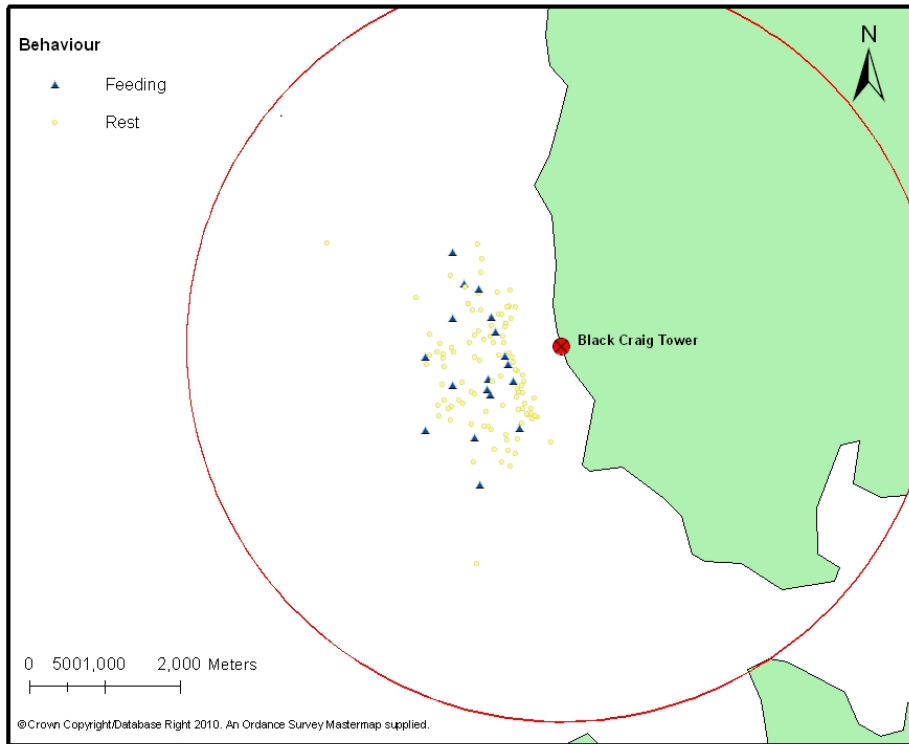 Behaviour
N
Feeding
Rest
Black Craig Tower
0 5001,000 2,000 Meters
©Crown Copyright/Database Right 2010. An Ordance Survey Mastermap supplied.